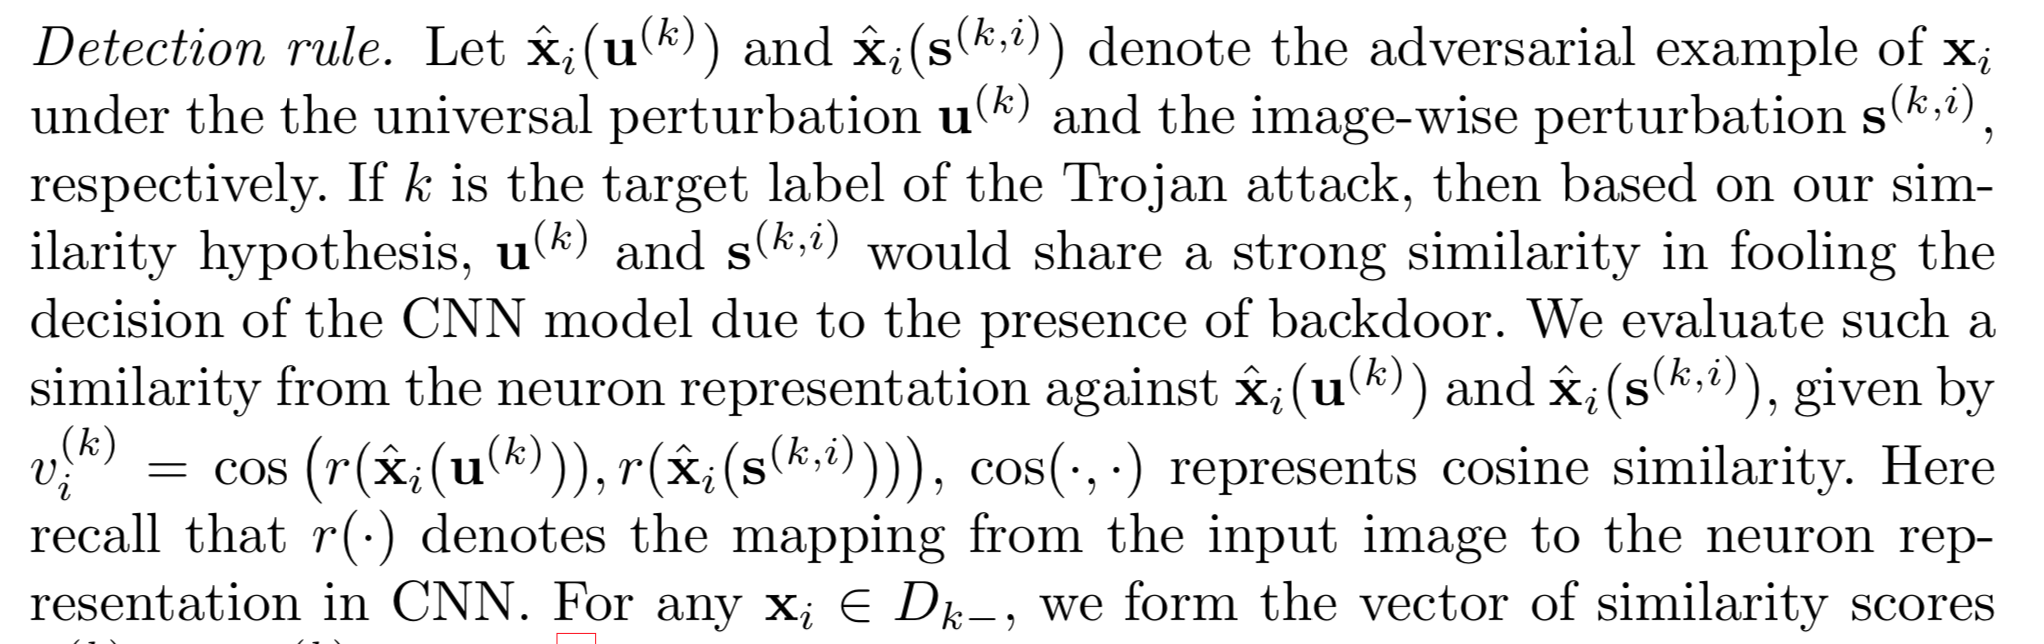 Detection rule. Let x̂ᵢ(u⁽ᵏ⁾) and x̂ᵢ(s⁽ᵏ,ⁱ⁾) denote the adversarial example of xᵢ
under the the universal perturbation u⁽ᵏ⁾ and the image-wise perturbation s⁽ᵏ,ⁱ⁾,
respectively. If k is the target label of the Trojan attack, then based on our sim-
ilarity hypothesis, u⁽ᵏ⁾ and s⁽ᵏ,ⁱ⁾ would share a strong similarity in fooling the
decision of the CNN model due to the presence of backdoor. We evaluate such a
similarity from the neuron representation against x̂ᵢ(u⁽ᵏ⁾) and x̂ᵢ(s⁽ᵏ,ⁱ⁾), given by
vᵢ⁽ᵏ⁾ = cos (r(x̂ᵢ(u⁽ᵏ⁾)), r(x̂ᵢ(s⁽ᵏ,ⁱ⁾))), cos(·, ·) represents cosine similarity. Here
recall that r(·) denotes the mapping from the input image to the neuron rep-
resentation in CNN. For any xᵢ ∈ Dₖ₋, we form the vector of similarity scores